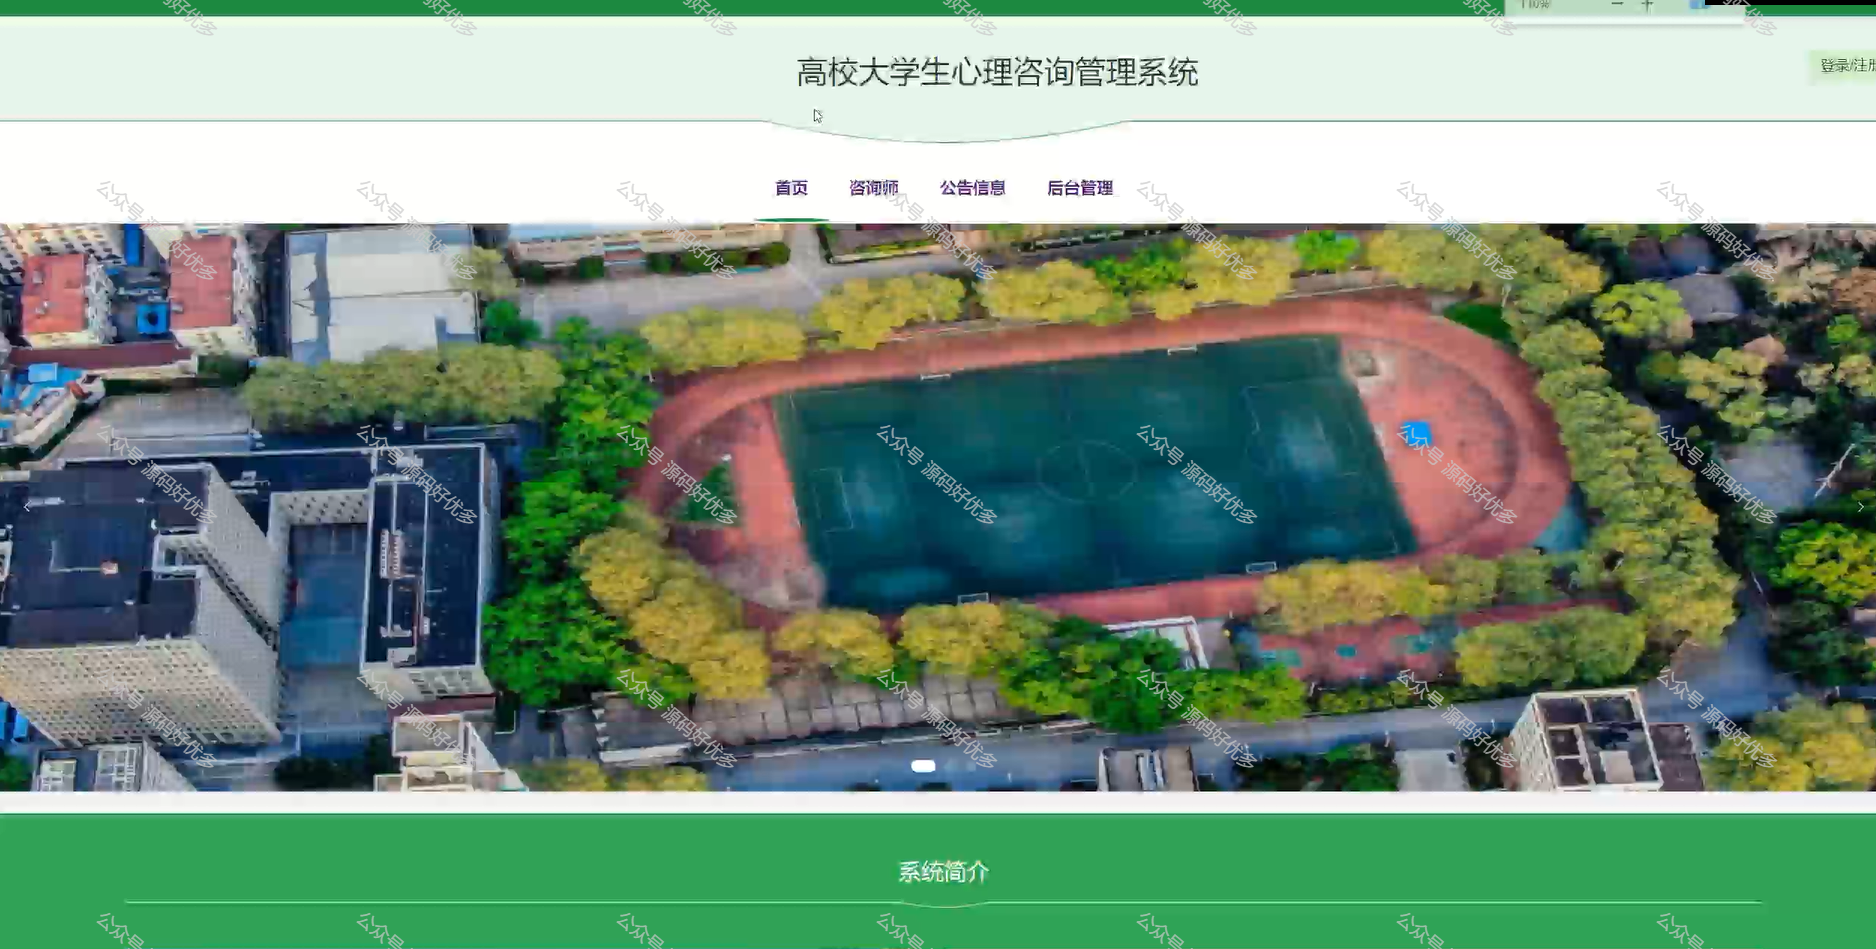 110%
高校大学生心理咨询管理系统
登录/注册
首页 咨询师 公告信息 后台管理
系统简介
公众号 源码好优多